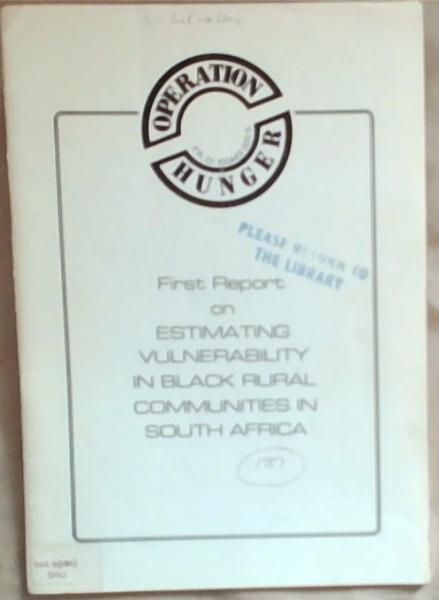 OPERATION
HUNGER
PLEASE RETURN TO
THE LIBRARY
First Report
on
ESTIMATING
VULNERABILITY
IN BLACK RURAL
COMMUNITIES IN
SOUTH AFRICA
1987